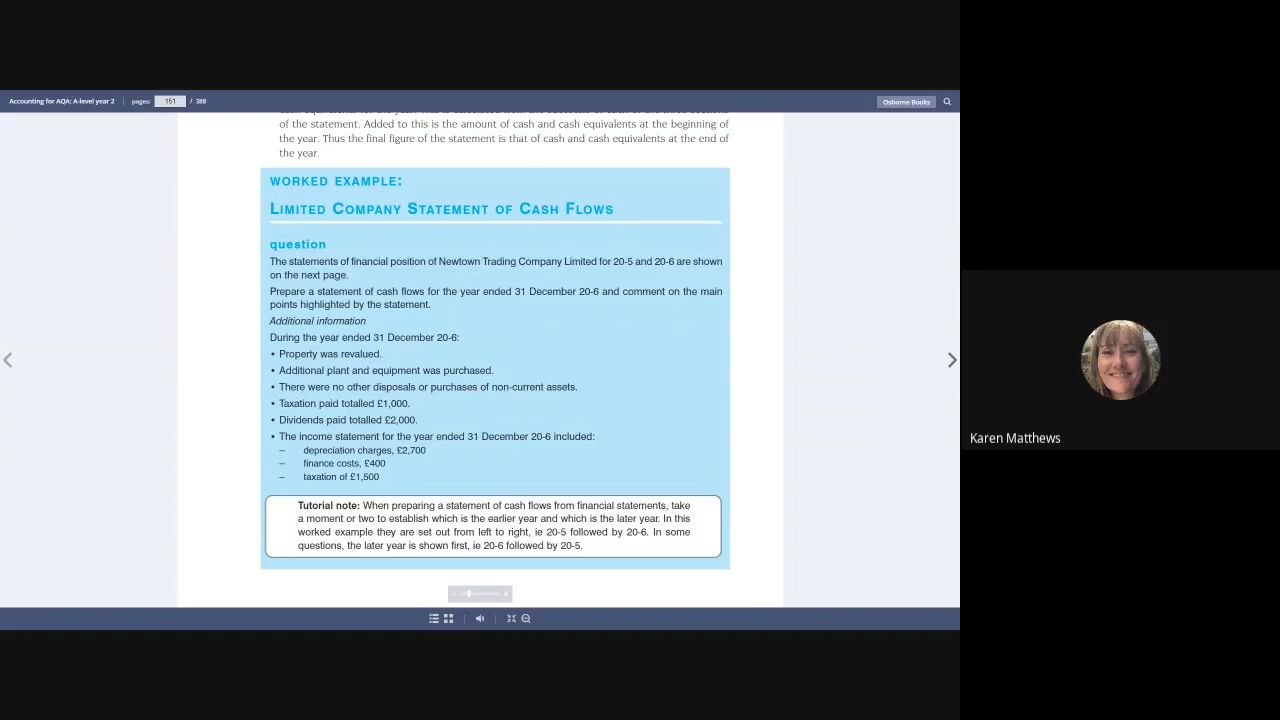 Accounting for AQA: A-level year 2 pages: 151 / 388 Osborne Books
of the statement. Added to this is the amount of cash and cash equivalents at the beginning of
the year. Thus the final figure of the statement is that of cash and cash equivalents at the end of
the year.
WORKED EXAMPLE:
LIMITED COMPANY STATEMENT OF CASH FLOWS
question
The statements of financial position of Newtown Trading Company Limited for 20-5 and 20-6 are shown
on the next page.
Prepare a statement of cash flows for the year ended 31 December 20-6 and comment on the main
points highlighted by the statement.
Additional information
During the year ended 31 December 20-6:
• Property was revalued.
• Additional plant and equipment was purchased.
• There were no other disposals or purchases of non-current assets.
• Taxation paid totalled £1,000.
• Dividends paid totalled £2,000.
• The income statement for the year ended 31 December 20-6 included:
– depreciation charges, £2,700
– finance costs, £400
– taxation of £1,500
Tutorial note: When preparing a statement of cash flows from financial statements, take
a moment or two to establish which is the earlier year and which is the later year. In this
worked example they are set out from left to right, ie 20-5 followed by 20-6. In some
questions, the later year is shown first, ie 20-6 followed by 20-5.
Karen Matthews